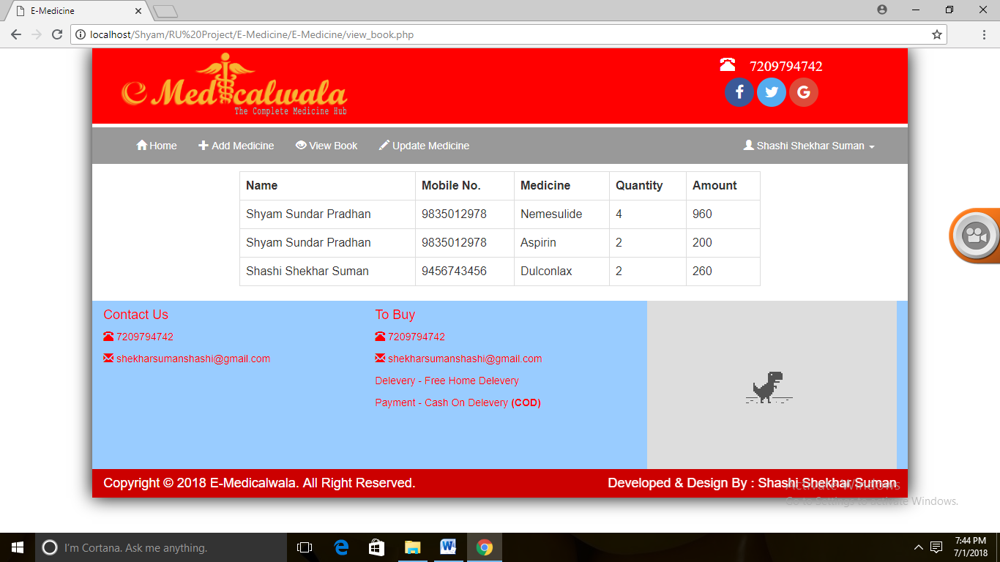 E-Medicine
localhost/Shyam/RU%20Project/E-Medicine/E-Medicine/view_book.php
e Medicalwala
The Complete Medicine Hub
7209794742
f G
Home Add Medicine View Book Update Medicine Shashi Shekhar Suman
Name Mobile No. Medicine Quantity Amount
Shyam Sundar Pradhan 9835012978 Nemesulide 4 960
Shyam Sundar Pradhan 9835012978 Aspirin 2 200
Shashi Shekhar Suman 9456743456 Dulconlax 2 260
Contact Us
7209794742
shekharsumanshashi@gmail.com
To Buy
7209794742
shekharsumanshashi@gmail.com
Delevery - Free Home Delevery
Payment - Cash On Delevery (COD)
Copyright © 2018 E-Medicalwala. All Right Reserved. Developed & Design By : Shashi Shekhar Suman
Activate Windows
Go to Settings to activate Windows.
I'm Cortana. Ask me anything.
7:44 PM
7/1/2018